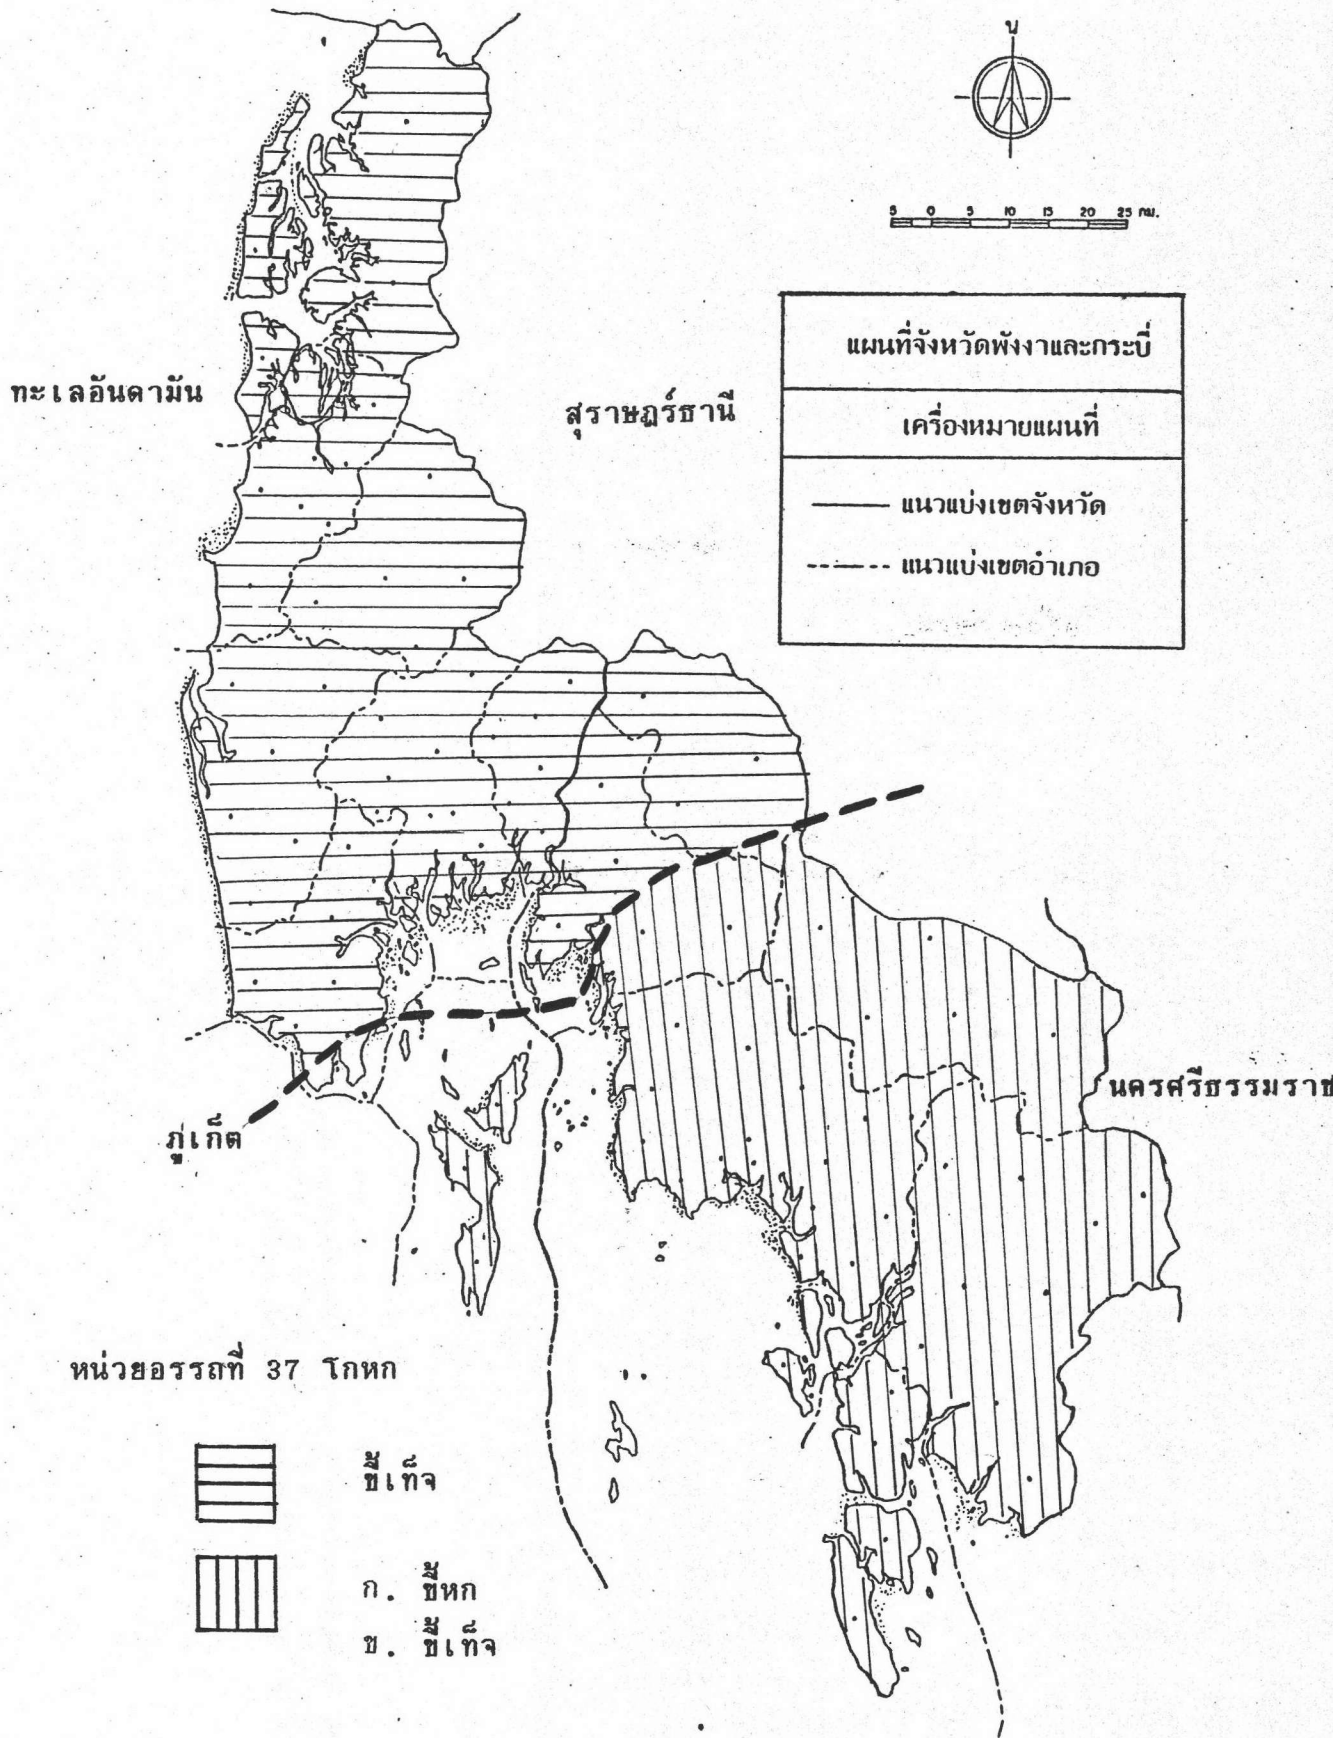 น
5 0 5 10 15 20 25 กม.
แผนที่จังหวัดพังงาและกระบี่
เครื่องหมายแผนที่
แนวแบ่งเขตจังหวัด
แนวแบ่งเขตอำเภอ
ทะเลอันดามัน
สุราษฎร์ธานี
นครศรีธรรมราช
ภูเก็ต
หน่วยอรรถที่ 37 โกหก
ขี้เท็จ
ก. ขี้หก
ข. ขี้เท็จ